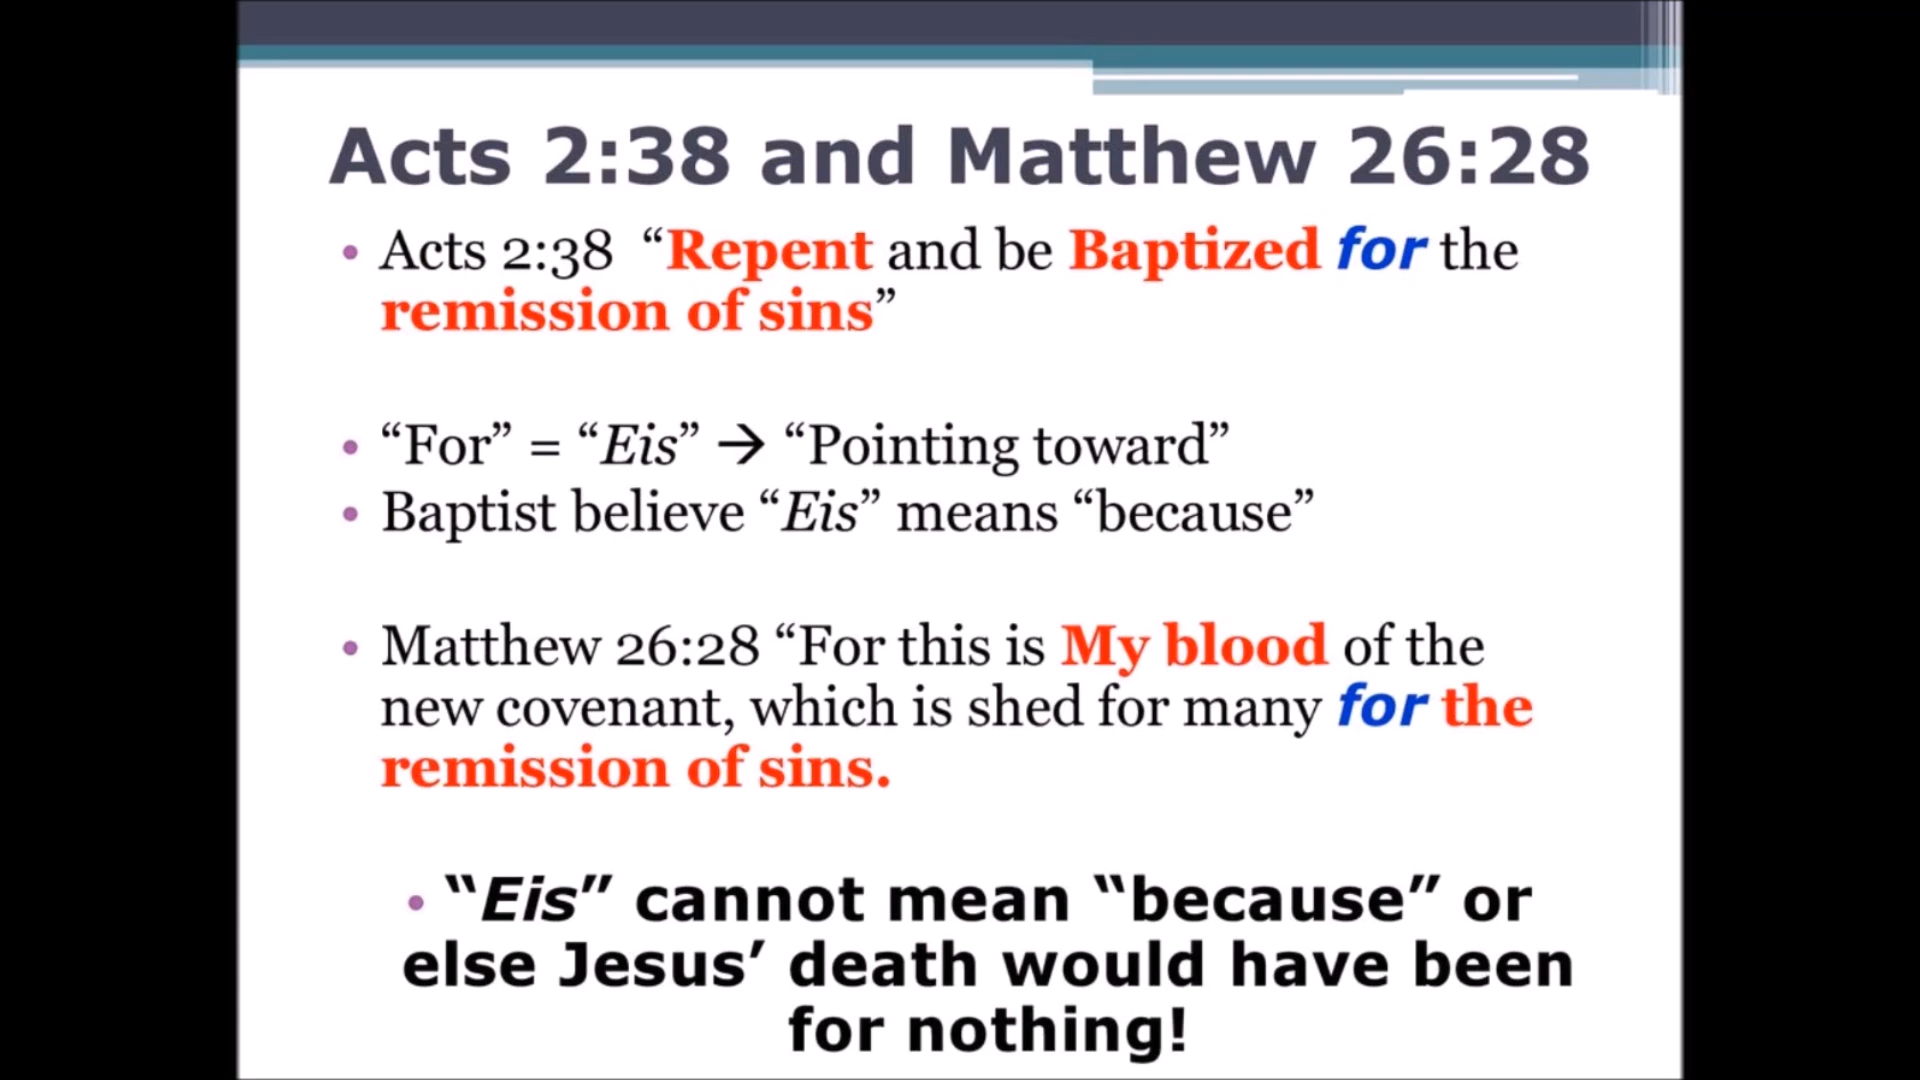 Acts 2:38 and Matthew 26:28
• Acts 2:38 “Repent and be Baptized for the
remission of sins”
• “For” = “Eis” → “Pointing toward”
• Baptist believe “Eis” means “because”
• Matthew 26:28 “For this is My blood of the
new covenant, which is shed for many for the
remission of sins.
• “Eis” cannot mean “because” or
else Jesus’ death would have been
for nothing!